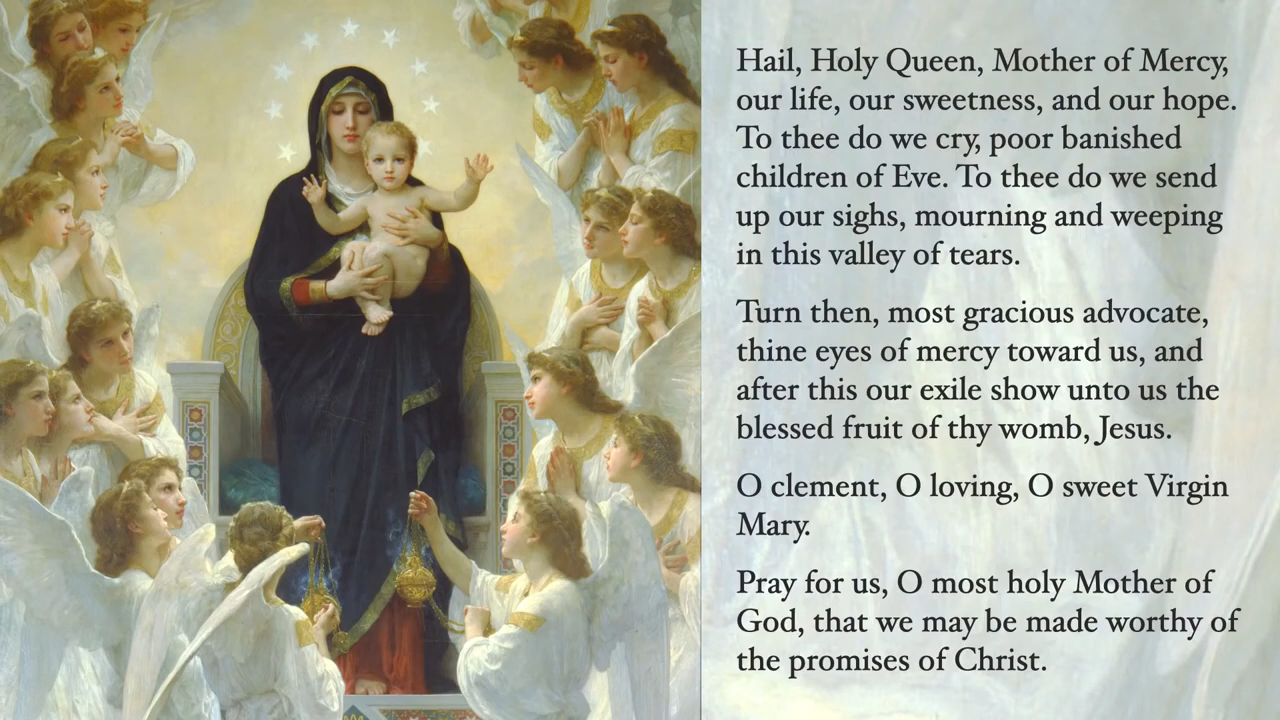 Hail, Holy Queen, Mother of Mercy,
our life, our sweetness, and our hope.
To thee do we cry, poor banished
children of Eve. To thee do we send
up our sighs, mourning and weeping
in this valley of tears.
Turn then, most gracious advocate,
thine eyes of mercy toward us, and
after this our exile show unto us the
blessed fruit of thy womb, Jesus.
O clement, O loving, O sweet Virgin
Mary.
Pray for us, O most holy Mother of
God, that we may be made worthy of
the promises of Christ.